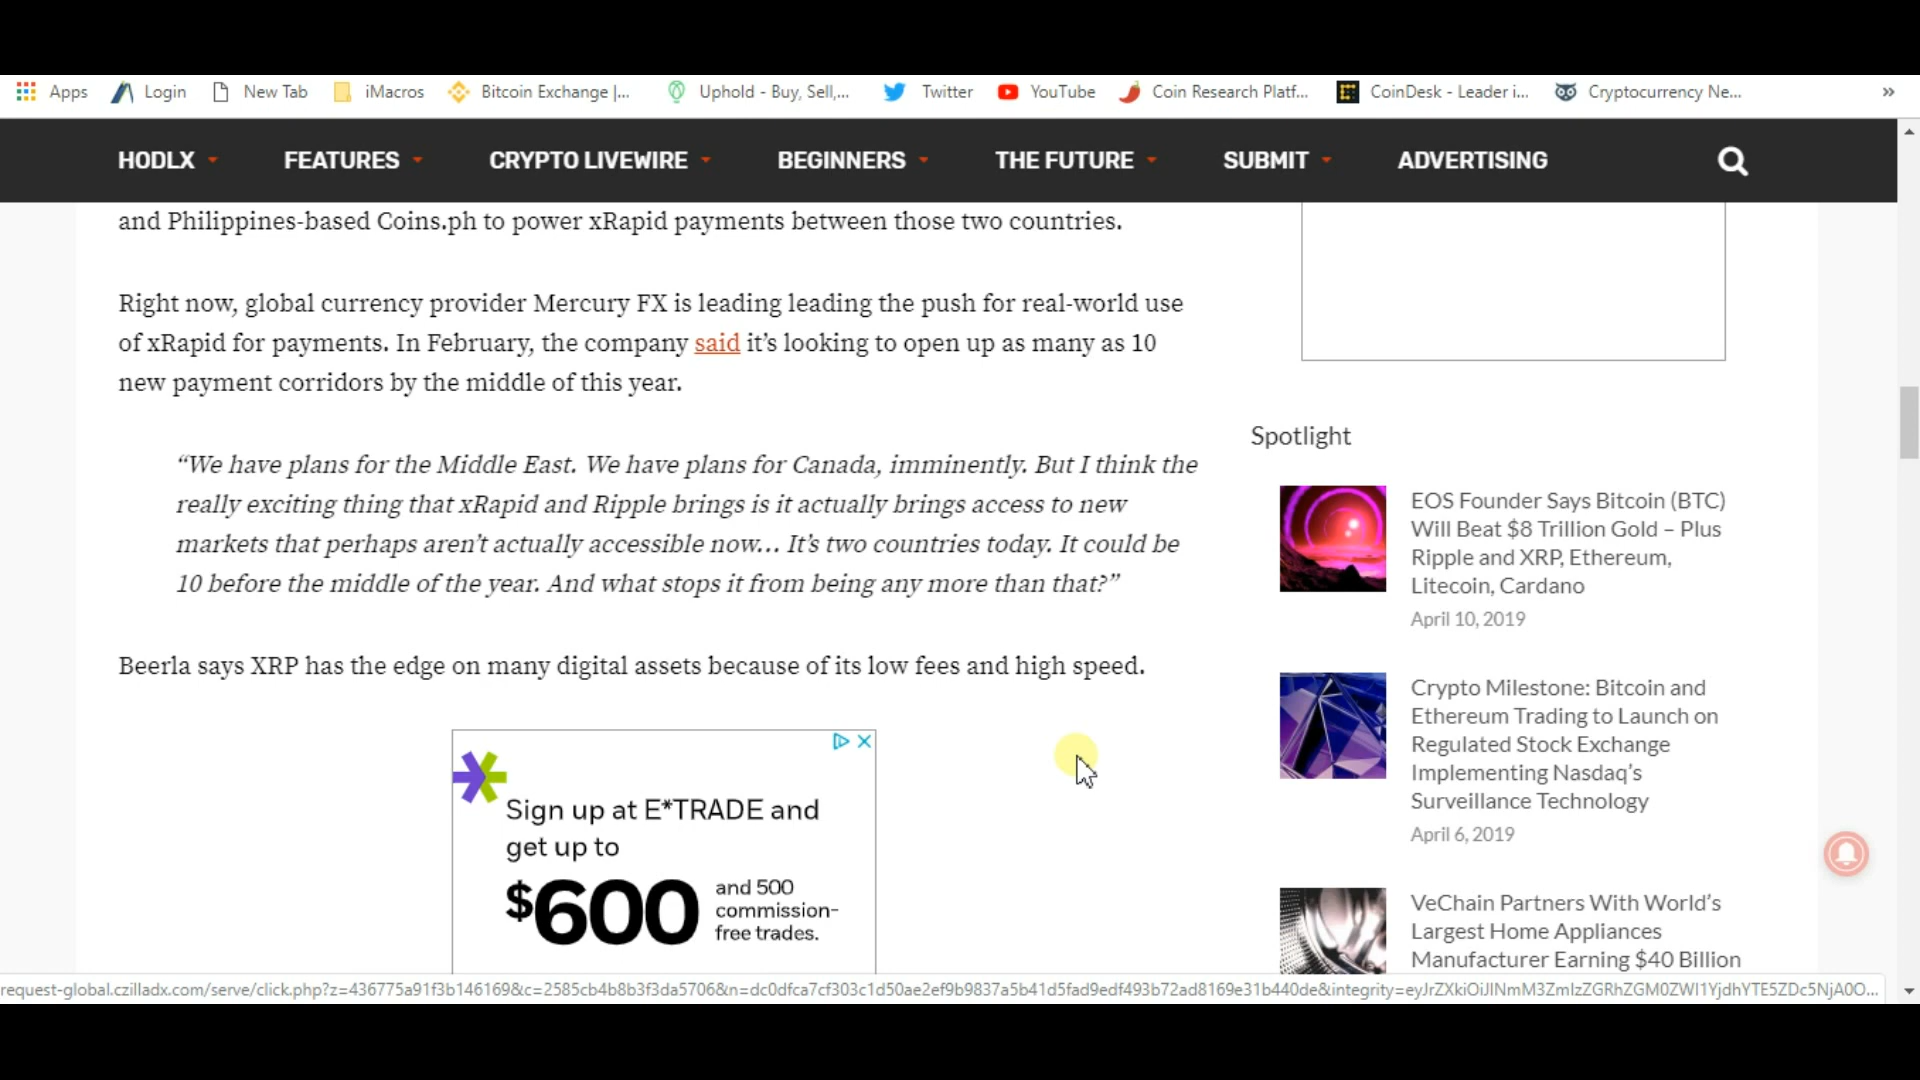 Apps Login New Tab iMacros Bitcoin Exchange |... Uphold - Buy, Sell,... Twitter YouTube Coin Research Platf... CoinDesk - Leader i... Cryptocurrency Ne... »
HODLX FEATURES CRYPTO LIVEWIRE BEGINNERS THE FUTURE SUBMIT ADVERTISING
and Philippines-based Coins.ph to power xRapid payments between those two countries.
Right now, global currency provider Mercury FX is leading leading the push for real-world use
of xRapid for payments. In February, the company said it’s looking to open up as many as 10
new payment corridors by the middle of this year.
“We have plans for the Middle East. We have plans for Canada, imminently. But I think the
really exciting thing that xRapid and Ripple brings is it actually brings access to new
markets that perhaps aren’t actually accessible now… It’s two countries today. It could be
10 before the middle of the year. And what stops it from being any more than that?”
Beerla says XRP has the edge on many digital assets because of its low fees and high speed.
Sign up at E*TRADE and
get up to
$600
and 500
commission-
free trades.
Spotlight
EOS Founder Says Bitcoin (BTC)
Will Beat $8 Trillion Gold – Plus
Ripple and XRP, Ethereum,
Litecoin, Cardano
April 10, 2019
Crypto Milestone: Bitcoin and
Ethereum Trading to Launch on
Regulated Stock Exchange
Implementing Nasdaq’s
Surveillance Technology
April 6, 2019
VeChain Partners With World’s
Largest Home Appliances
Manufacturer Earning $40 Billion